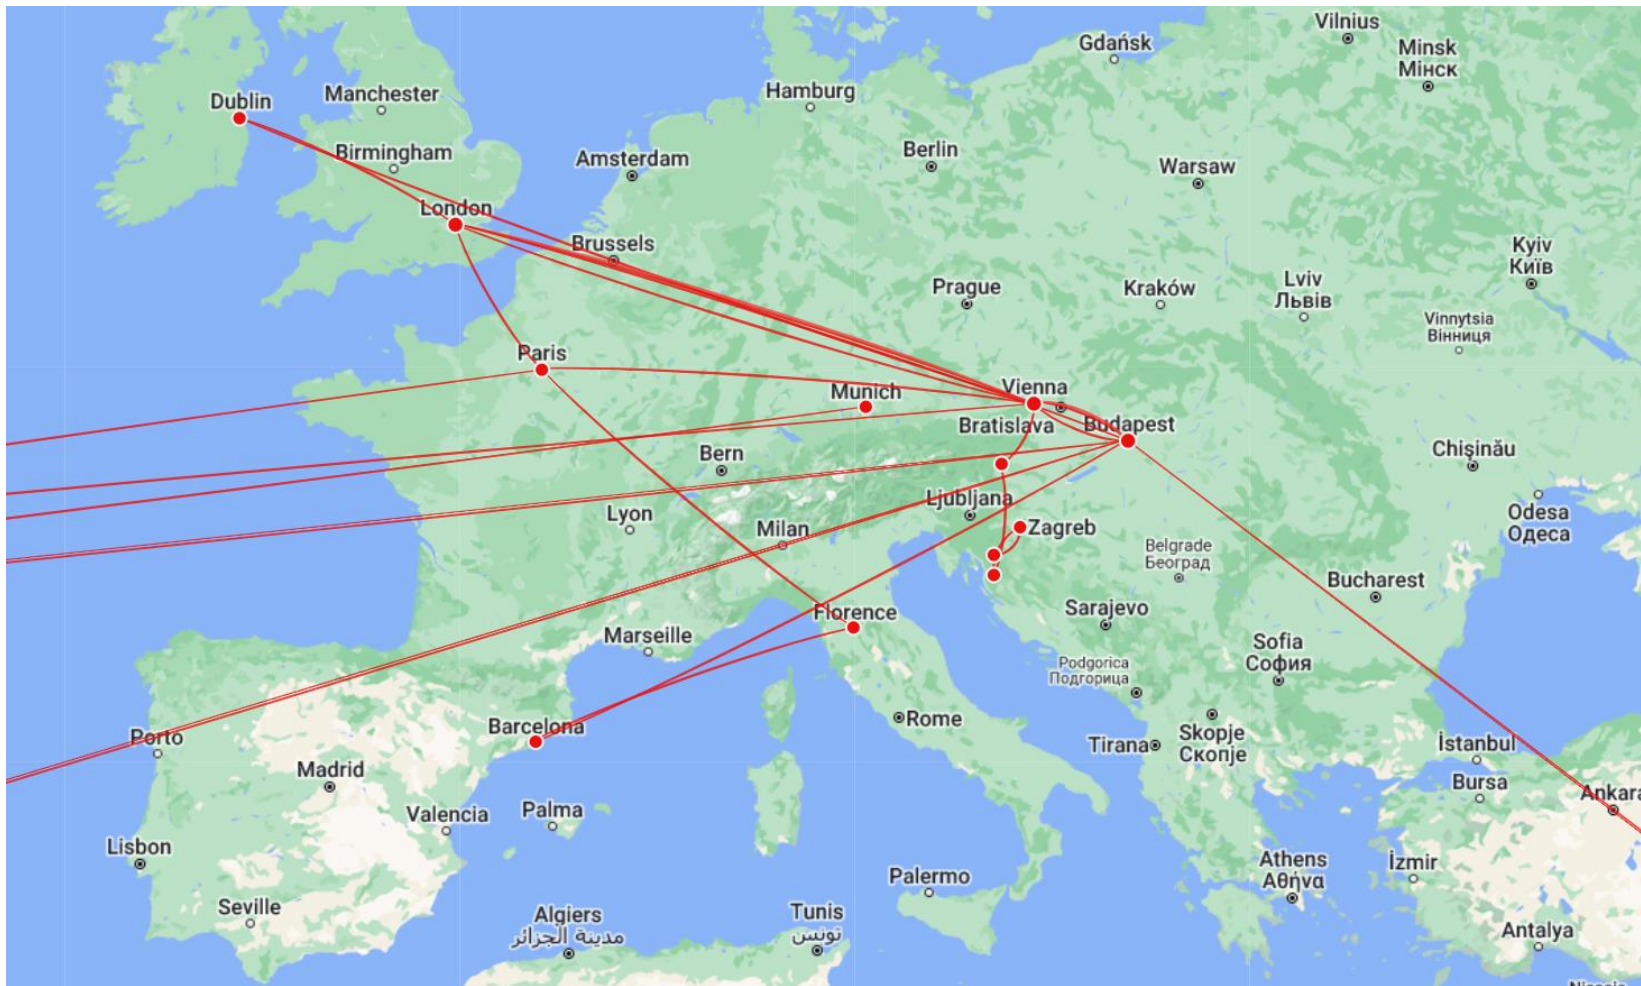 Vilnius
Minsk
Мінск
Gdańsk
Hamburg
Dublin
Manchester
Birmingham
Amsterdam
Berlin
Warsaw
London
Brussels
Kyiv
Київ
Prague
Kraków
Lviv
Львів
Vinnytsia
Вінниця
Paris
Munich
Vienna
Bratislava
Budapest
Bern
Chișinău
Ljubljana
Lyon
Milan
Zagreb
Odesa
Одеса
Belgrade
Београд
Bucharest
Sarajevo
Florence
Marseille
Sofia
София
Podgorica
Подгорица
Barcelona
Rome
Porto
Tirana
Skopje
Скопје
İstanbul
Madrid
Bursa
Ankara
Valencia
Palma
Lisbon
Athens
Αθήνα
İzmir
Palermo
Seville
Algiers
مدينة الجزائر
Tunis
تونس
Antalya